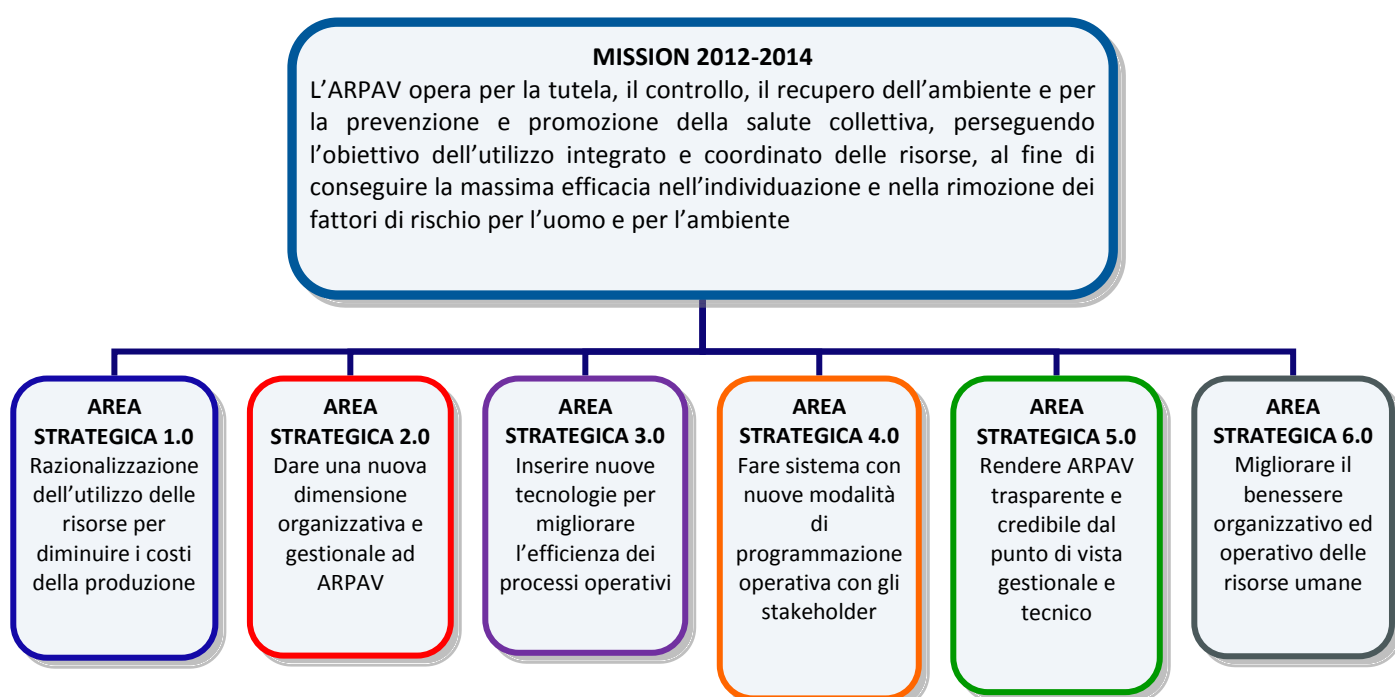 MISSION 2012-2014
L’ARPAV opera per la tutela, il controllo, il recupero dell’ambiente e per
la prevenzione e promozione della salute collettiva, perseguendo
l’obiettivo dell’utilizzo integrato e coordinato delle risorse, al fine di
conseguire la massima efficacia nell’individuazione e nella rimozione dei
fattori di rischio per l’uomo e per l’ambiente
AREA
STRATEGICA 1.0
Razionalizzazione
dell’utilizzo delle
risorse per
diminuire i costi
della produzione
AREA
STRATEGICA 2.0
Dare una nuova
dimensione
organizzativa e
gestionale ad
ARPAV
AREA
STRATEGICA 3.0
Inserire nuove
tecnologie per
migliorare
l’efficienza dei
processi operativi
AREA
STRATEGICA 4.0
Fare sistema con
nuove modalità
di
programmazione
operativa con gli
stakeholder
AREA
STRATEGICA 5.0
Rendere ARPAV
trasparente e
credibile dal
punto di vista
gestionale e
tecnico
AREA
STRATEGICA 6.0
Migliorare il
benessere
organizzativo ed
operativo delle
risorse umane